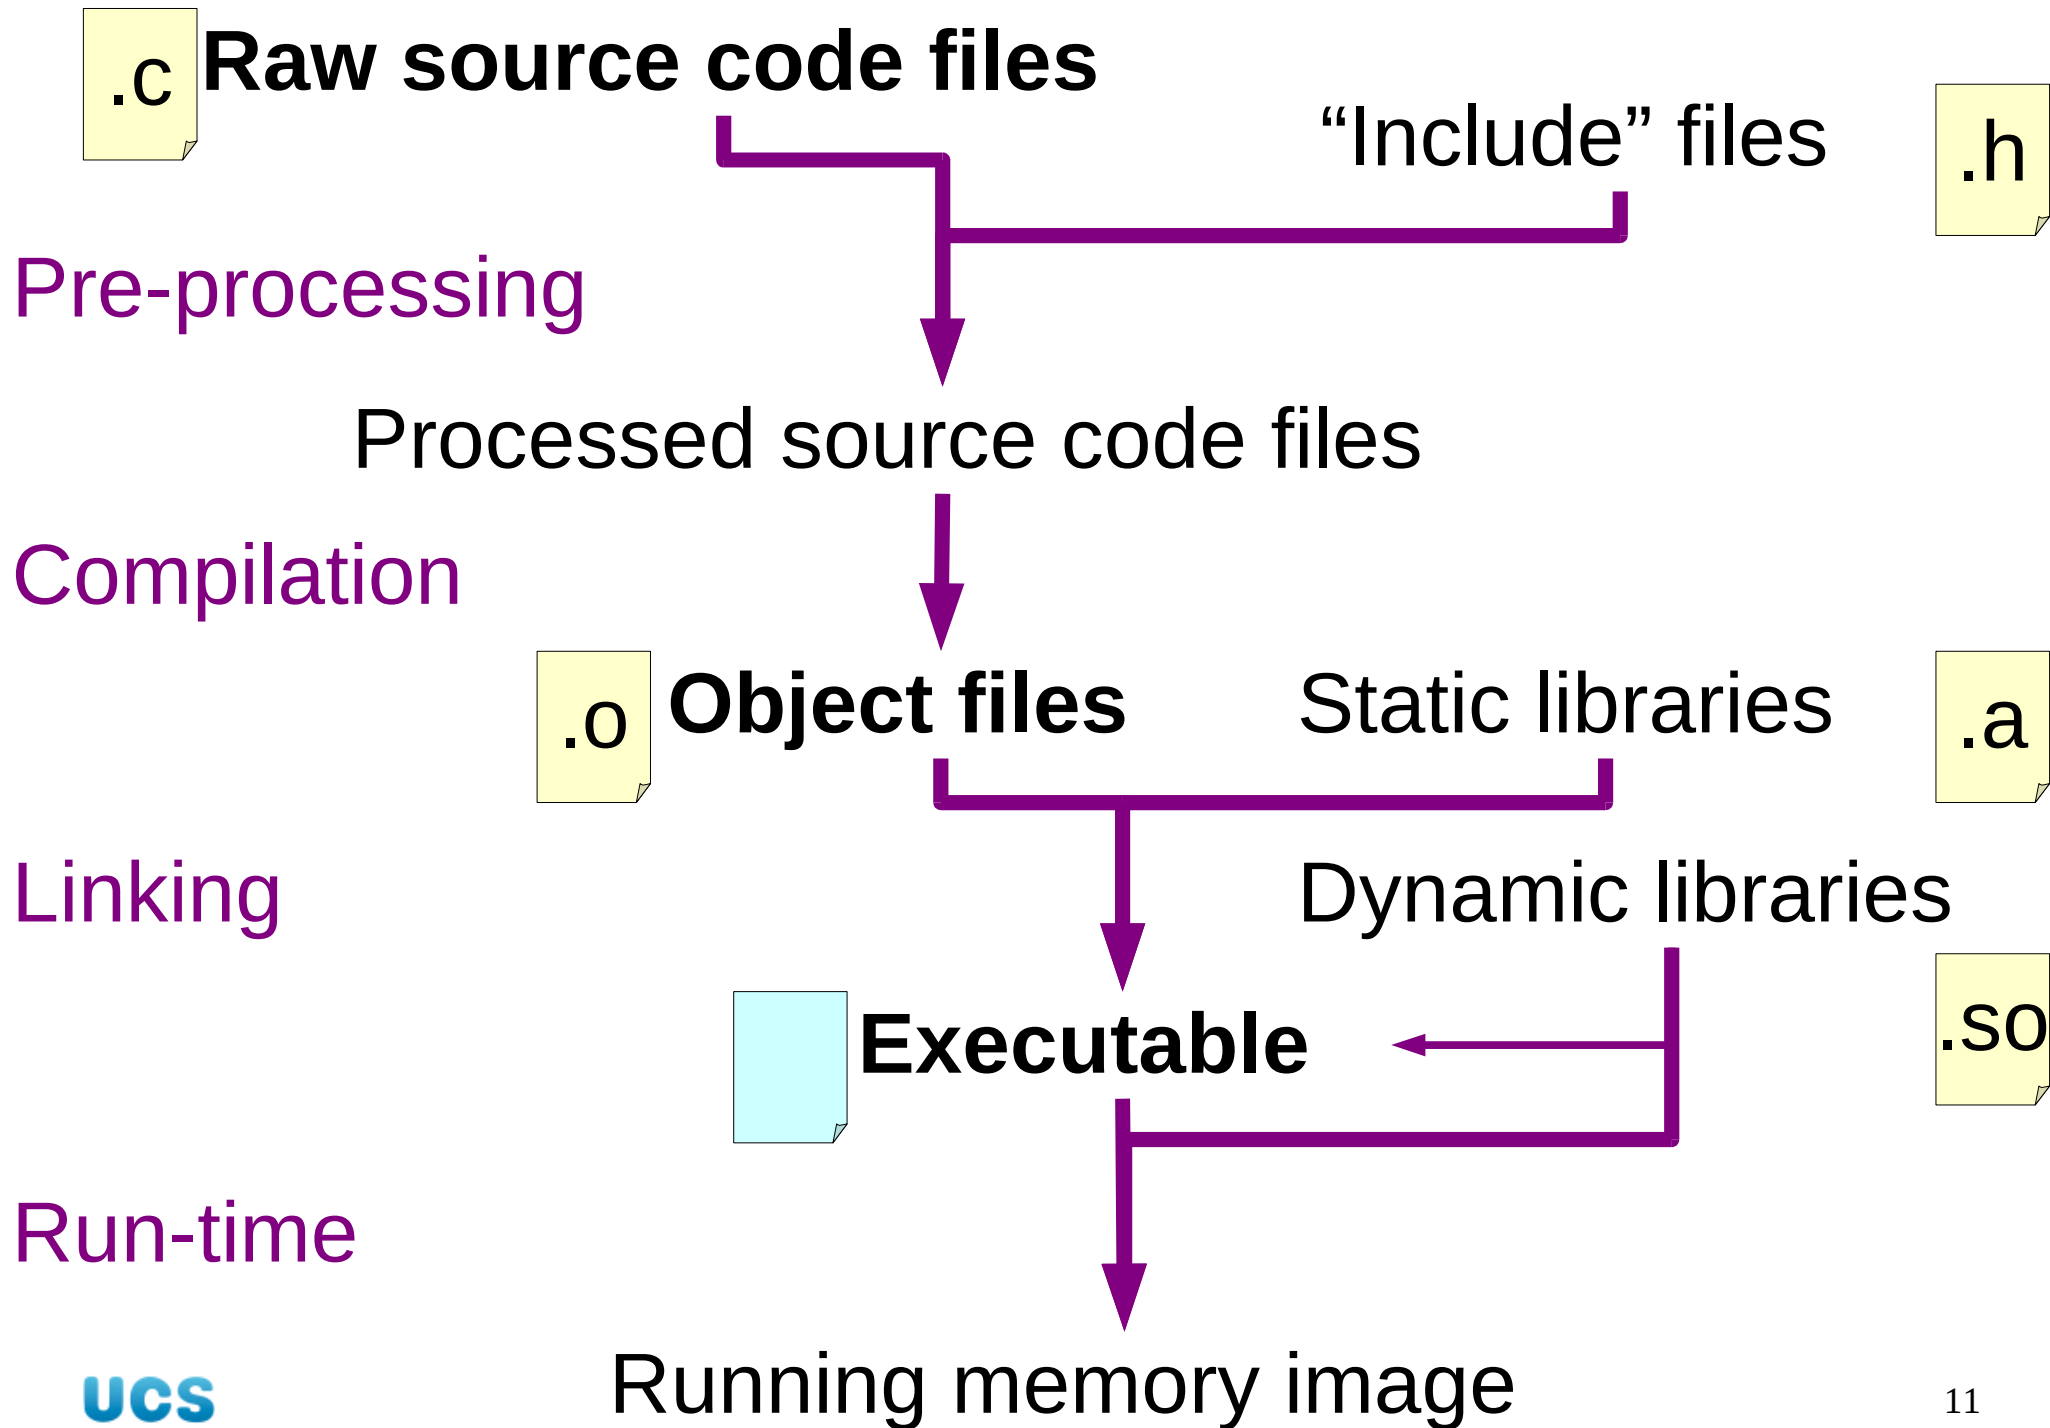 .c
Raw source code files
“Include” files
.h
Pre-processing
Processed source code files
Compilation
.o
Object files
Static libraries
.a
Linking
Dynamic libraries
.so
Executable
Run-time
Running memory image
UCS
11